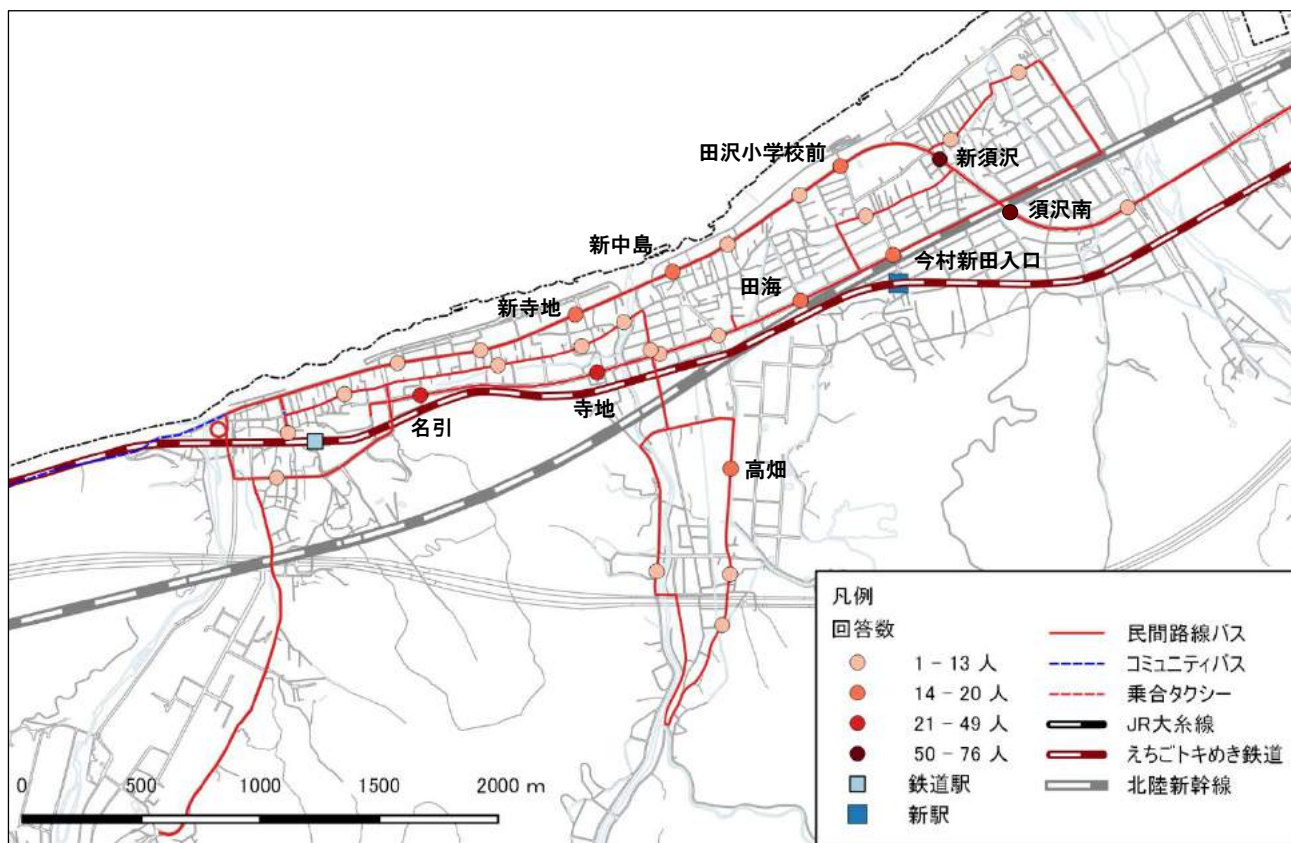 田沢小学校前
新須沢
須沢南
新中島
今村新田入口
田海
新寺地
寺地
名引
高畑
凡例
回答数
1 - 13 人
14 - 20 人
21 - 49 人
50 - 76 人
鉄道駅
新駅
民間路線バス
コミュニティバス
乗合タクシー
JR大糸線
えちごトキめき鉄道
北陸新幹線
0 500 1000 1500 2000 m